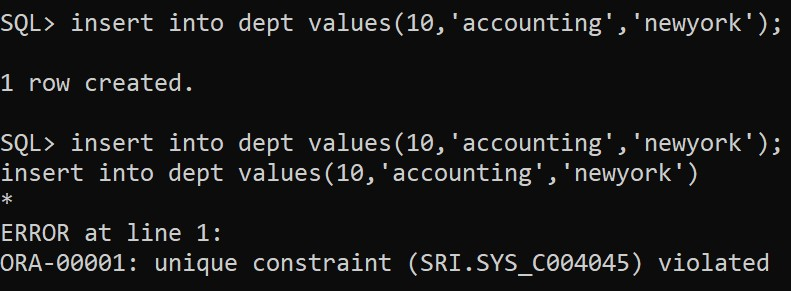 SQL> insert into dept values(10,'accounting','newyork');
1 row created.
SQL> insert into dept values(10,'accounting','newyork');
insert into dept values(10,'accounting','newyork')
*
ERROR at line 1:
ORA-00001: unique constraint (SRI.SYS_C004045) violated